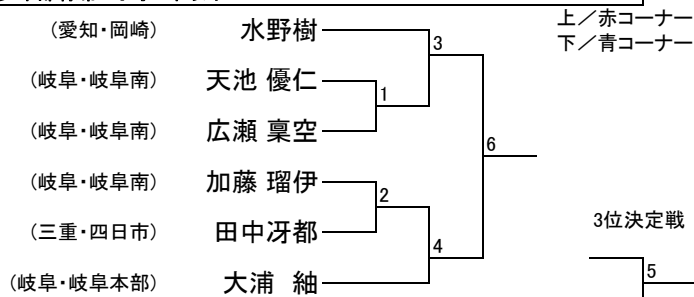 上／赤コーナー
下／青コーナー
(愛知・岡崎) 水野樹
3
(岐阜・岐阜南) 天池 優仁
1
(岐阜・岐阜南) 広瀬 稟空
6
(岐阜・岐阜南) 加藤 瑠伊
2
(三重・四日市) 田中冴都
3位決定戦
4
(岐阜・岐阜本部) 大浦 紬
5